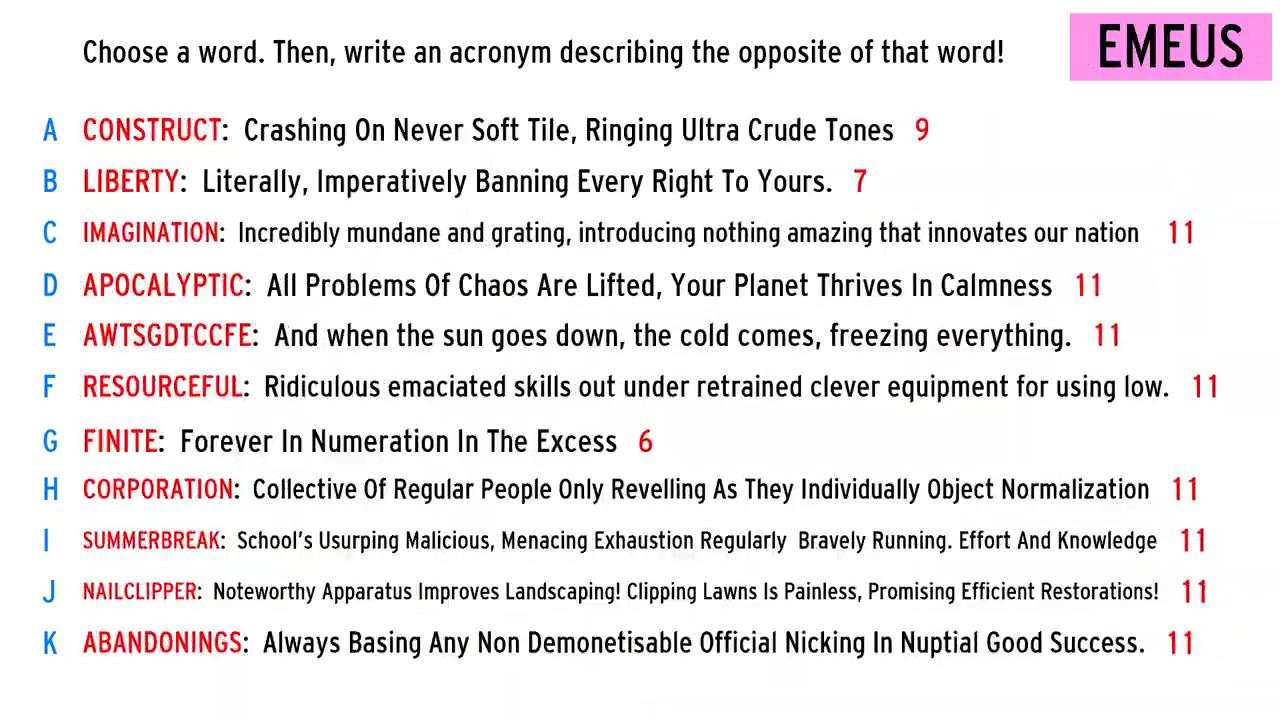 Choose a word. Then, write an acronym describing the opposite of that word!
EMEUS
A CONSTRUCT: Crashing On Never Soft Tile, Ringing Ultra Crude Tones 9
B LIBERTY: Literally, Imperatively Banning Every Right To Yours. 7
C IMAGINATION: Incredibly mundane and grating, introducing nothing amazing that innovates our nation 11
D APOCALYPTIC: All Problems Of Chaos Are Lifted, Your Planet Thrives In Calmness 11
E AWTSGDTCCFE: And when the sun goes down, the cold comes, freezing everything. 11
F RESOURCEFUL: Ridiculous emaciated skills out under retrained clever equipment for using low. 11
G FINITE: Forever In Numeration In The Excess 6
H CORPORATION: Collective Of Regular People Only Revelling As They Individually Object Normalization 11
I SUMMERBREAK: School's Usurping Malicious, Menacing Exhaustion Regularly Bravely Running. Effort And Knowledge 11
J NAILCLIPPER: Noteworthy Apparatus Improves Landscaping! Clipping Lawns Is Painless, Promising Efficient Restorations! 11
K ABANDONINGS: Always Basing Any Non Demonetisable Official Nicking In Nuptial Good Success. 11